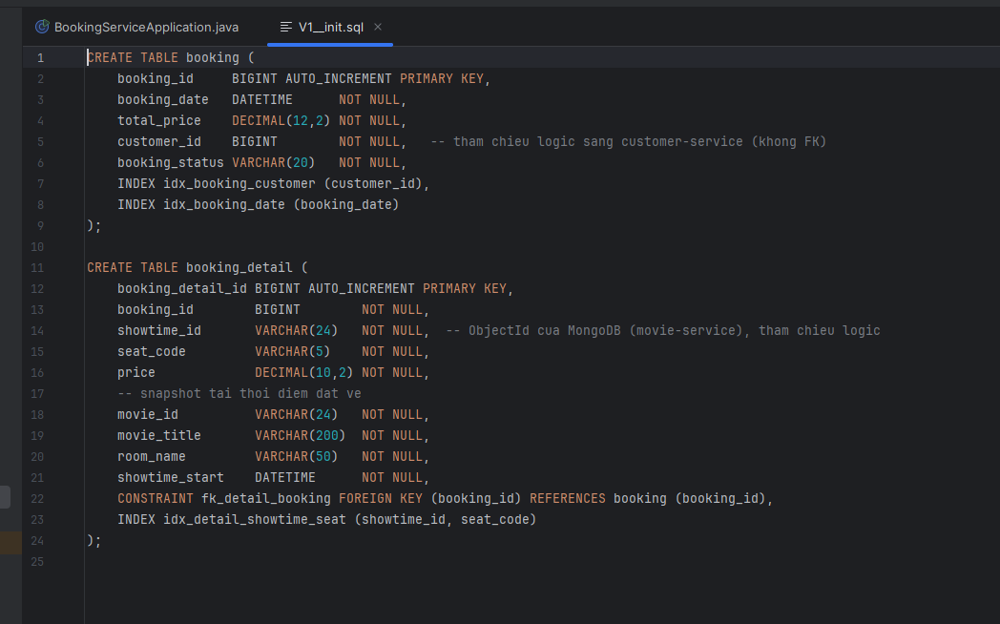 BookingServiceApplication.java
V1__init.sql
1 CREATE TABLE booking (
2     booking_id     BIGINT AUTO_INCREMENT PRIMARY KEY,
3     booking_date   DATETIME      NOT NULL,
4     total_price    DECIMAL(12,2) NOT NULL,
5     customer_id    BIGINT        NOT NULL,   -- tham chieu logic sang customer-service (khong FK)
6     booking_status VARCHAR(20)   NOT NULL,
7     INDEX idx_booking_customer (customer_id),
8     INDEX idx_booking_date (booking_date)
9 );
10
11 CREATE TABLE booking_detail (
12     booking_detail_id BIGINT AUTO_INCREMENT PRIMARY KEY,
13     booking_id        BIGINT        NOT NULL,
14     showtime_id       VARCHAR(24)   NOT NULL,  -- ObjectId cua MongoDB (movie-service), tham chieu logic
15     seat_code         VARCHAR(5)    NOT NULL,
16     price             DECIMAL(10,2) NOT NULL,
17     -- snapshot tai thoi diem dat ve
18     movie_id          VARCHAR(24)   NOT NULL,
19     movie_title       VARCHAR(200)  NOT NULL,
20     room_name         VARCHAR(50)   NOT NULL,
21     showtime_start    DATETIME      NOT NULL,
22     CONSTRAINT fk_detail_booking FOREIGN KEY (booking_id) REFERENCES booking (booking_id),
23     INDEX idx_detail_showtime_seat (showtime_id, seat_code)
24 );
25